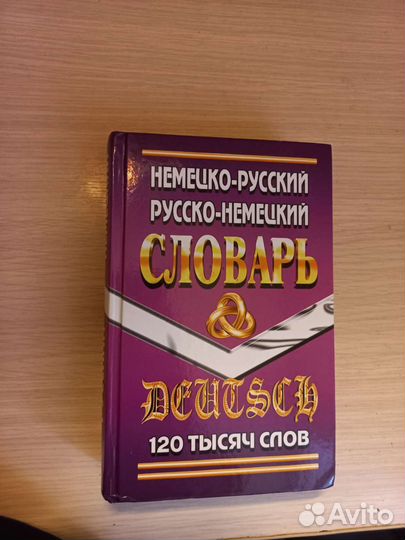 НЕМЕЦКО-РУССКИЙ
РУССКО-НЕМЕЦКИЙ
СЛОВАРЬ
DEUTSCH
120 ТЫСЯЧ СЛОВ
Avito